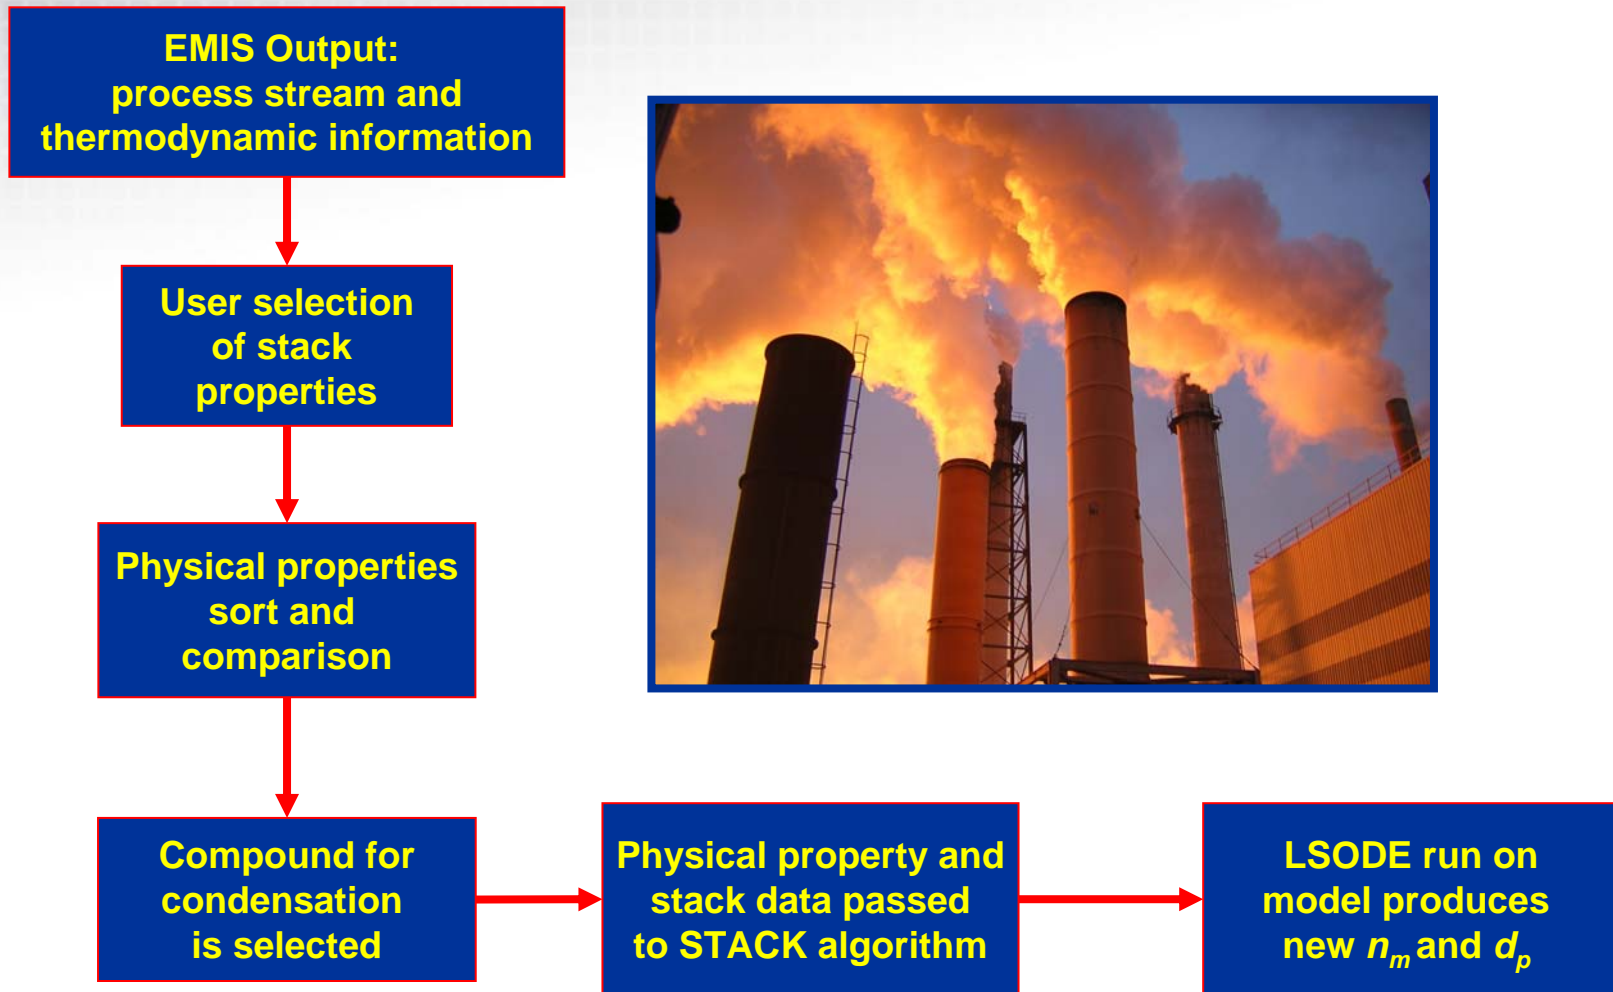 EMIS Output:
process stream and
thermodynamic information
User selection
of stack
properties
Physical properties
sort and
comparison
Compound for
condensation
is selected
Physical property and
stack data passed
to STACK algorithm
LSODE run on
model produces
new n_m and d_p